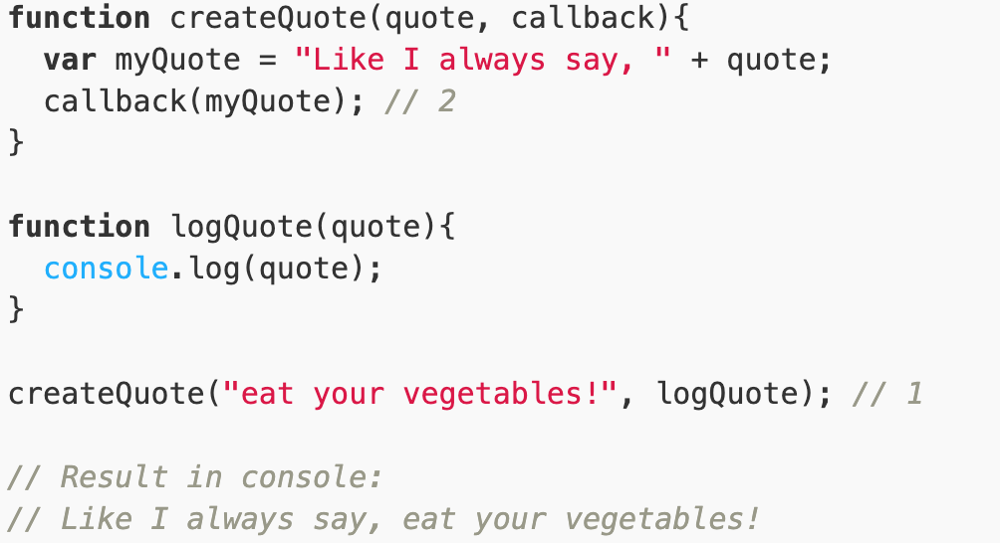 function createQuote(quote, callback){
  var myQuote = "Like I always say, " + quote;
  callback(myQuote); // 2
}

function logQuote(quote){
  console.log(quote);
}

createQuote("eat your vegetables!", logQuote); // 1

// Result in console:
// Like I always say, eat your vegetables!